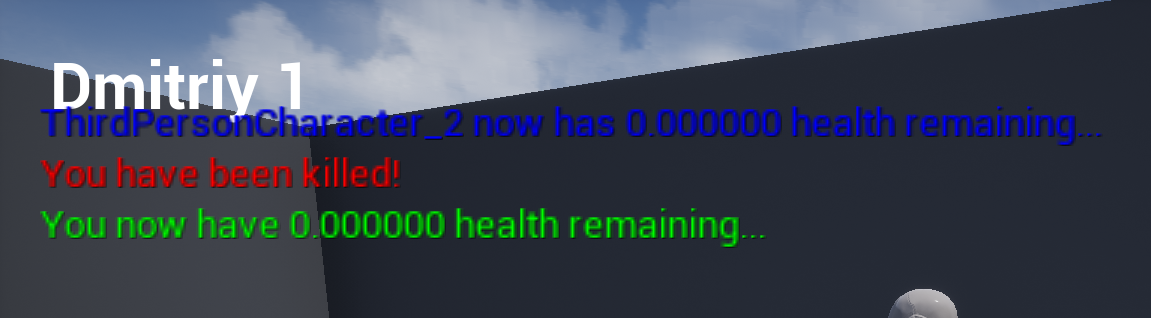 Dmitriy 1
ThirdPersonCharacter_2 now has 0.000000 health remaining...
You have been killed!
You now have 0.000000 health remaining...